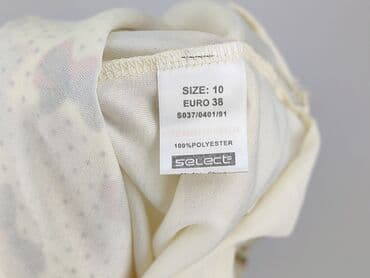 SIZE: 10
EURO 38
S037/0401/91
100%POLYESTER
SELECT